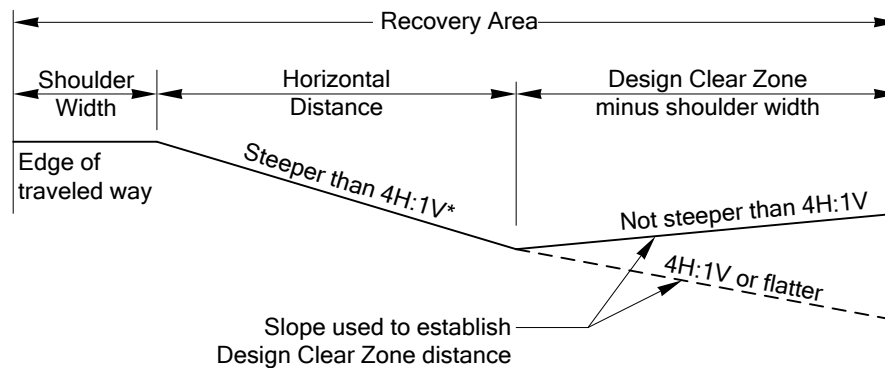 Recovery Area
Shoulder
Width
Horizontal
Distance
Design Clear Zone
minus shoulder width
Edge of
traveled way
Steeper than 4H:1V*
Not steeper than 4H:1V
4H:1V or flatter
Slope used to establish
Design Clear Zone distance